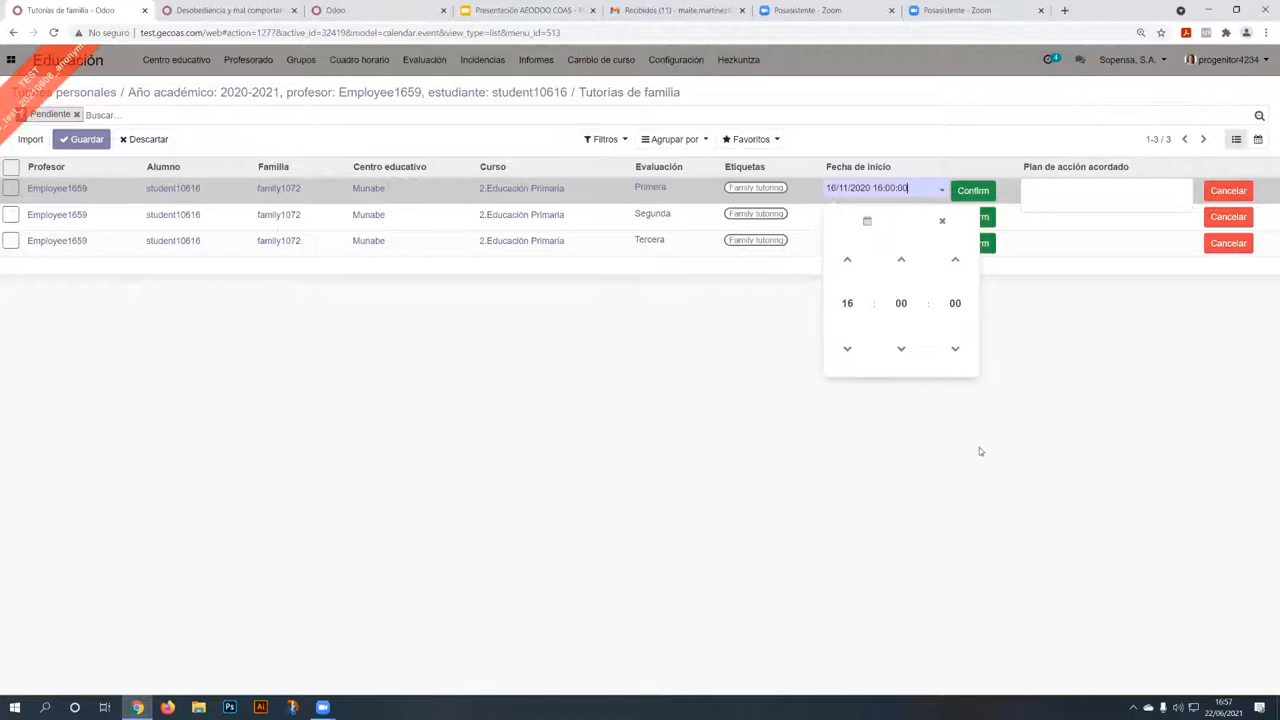 Tutorías de familia - Odoo
Desobediencia y mal comportam
Odoo
Presentación AEODOO COAS - P
Recibidos (11) - maite.martinez
Posasistente - Zoom
Posasistente - Zoom
No seguro
test.gecoas.com/web#action=1277&active_id=32419&model=calendar.event&view_type=list&menu_id=513
Educación
Centro educativo
Profesorado
Grupos
Cuadro horario
Evaluación
Incidencias
Informes
Cambio de curso
Configuración
Hezkuntza
4
Sopensa, S.A.
progenitor4234
personales / Año académico: 2020-2021, profesor: Employee1659, estudiante: student10616 / Tutorías de familia
Pendiente
Buscar...
Import
Guardar
Descartar
Filtros
Agrupar por
Favoritos
1-3 / 3
Profesor Alumno Familia Centro educativo Curso Evaluación Etiquetas Fecha de inicio Plan de acción acordado
Employee1659 student10616 family1072 Munabe 2.Educación Primaria Primera Family tutoring 16/11/2020 16:00:00 Confirm Cancelar
Employee1659 student10616 family1072 Munabe 2.Educación Primaria Segunda Family tutoring rm Cancelar
Employee1659 student10616 family1072 Munabe 2.Educación Primaria Tercera Family tutoring rm Cancelar
16 : 00 : 00
16:57
22/06/2021